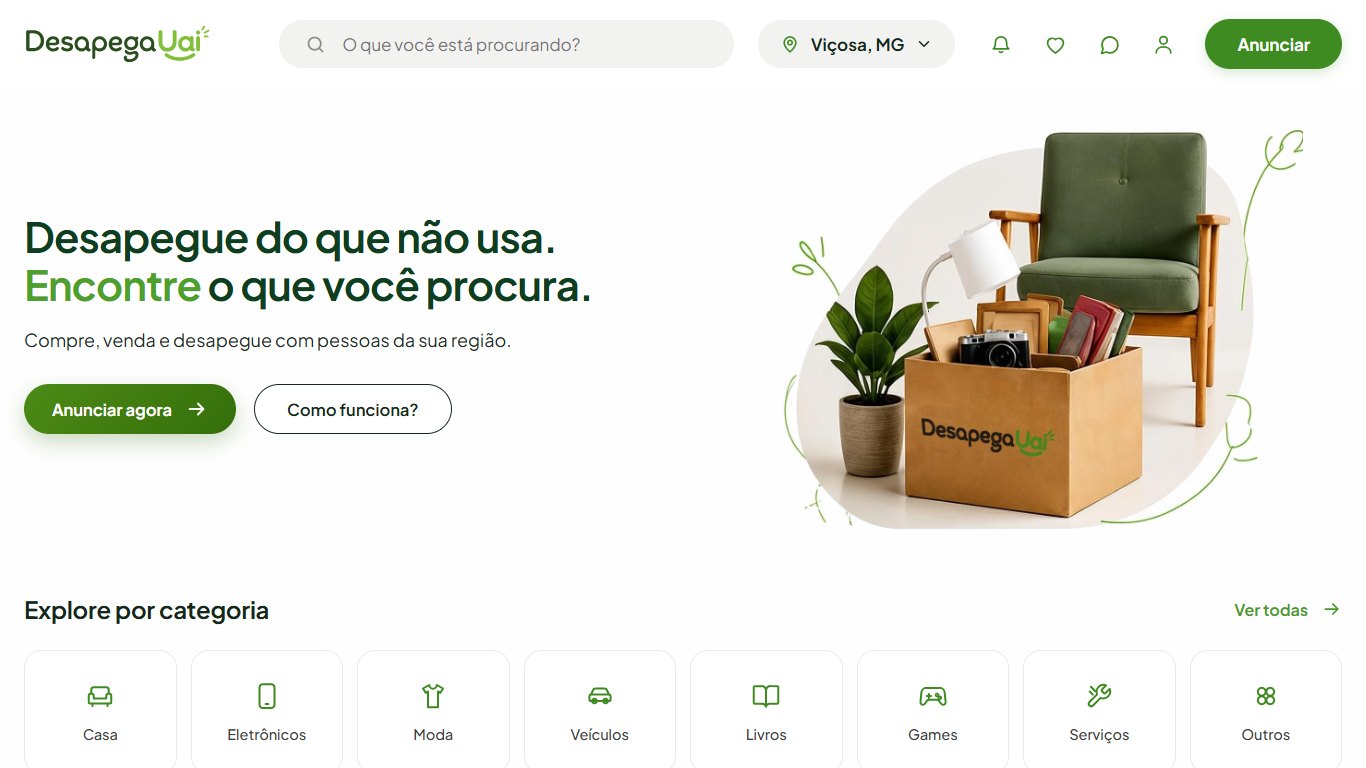 DesapegaUai
O que você está procurando?
Viçosa, MG
Anunciar
Desapegue do que não usa.
Encontre o que você procura.
Compre, venda e desapegue com pessoas da sua região.
Anunciar agora
Como funciona?
DesapegaUai
Explore por categoria
Ver todas
Casa
Eletrônicos
Moda
Veículos
Livros
Games
Serviços
Outros